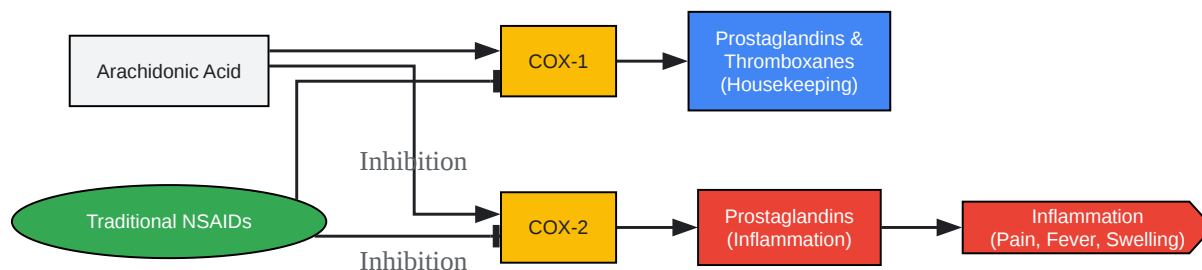 Arachidonic Acid
COX-1
Prostaglandins &
Thromboxanes
(Housekeeping)
Inhibition
Traditional NSAIDs
COX-2
Prostaglandins
(Inflammation)
Inflammation
(Pain, Fever, Swelling)
Inhibition